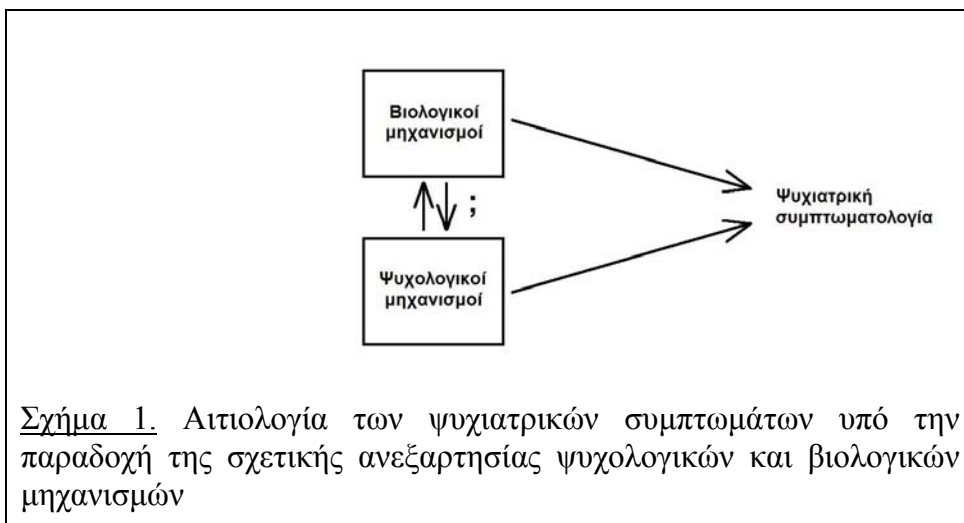 Βιολογικοί
μηχανισμοί
;
Ψυχολογικοί
μηχανισμοί
Ψυχιατρική
συμπτωματολογία
Σχήμα 1. Αιτιολογία των ψυχιατρικών συμπτωμάτων υπό την
παραδοχή της σχετικής ανεξαρτησίας ψυχολογικών και βιολογικών
μηχανισμών